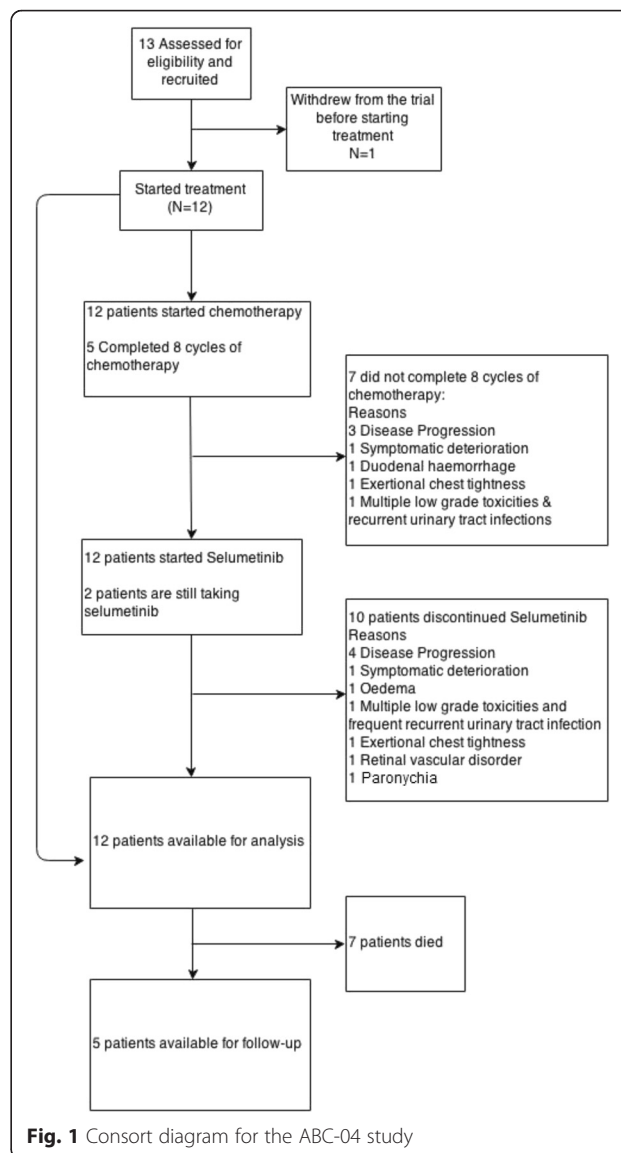 13 Assessed for
eligibility and
recruited
Withdrew from the trial
before starting
treatment
N=1
Started treatment
(N=12)
12 patients started chemotherapy
5 Completed 8 cycles of
chemotherapy
7 did not complete 8 cycles of
chemotherapy:
Reasons
3 Disease Progression
1 Symptomatic deterioration
1 Duodenal haemorrhage
1 Exertional chest tightness
1 Multiple low grade toxicities &
recurrent urinary tract infections
12 patients started Selumetinib
2 patients are still taking
selumetinib
10 patients discontinued Selumetinib
Reasons
4 Disease Progression
1 Symptomatic deterioration
1 Oedema
1 Multiple low grade toxicities and
frequent recurrent urinary tract infection
1 Exertional chest tightness
1 Retinal vascular disorder
1 Paronychia
12 patients available for analysis
7 patients died
5 patients available for follow-up
Fig. 1 Consort diagram for the ABC-04 study